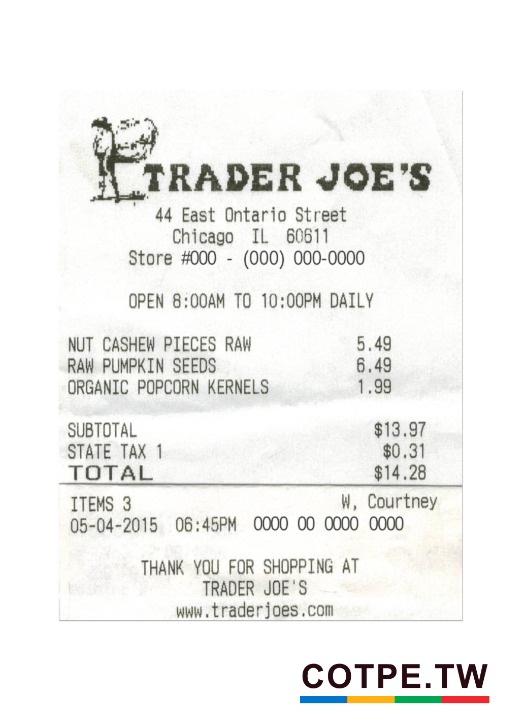 TRADER JOE'S
44 East Ontario Street
Chicago IL 60611
Store #000 - (000) 000-0000
OPEN 8:00AM TO 10:00PM DAILY
NUT CASHEW PIECES RAW 5.49
RAW PUMPKIN SEEDS 6.49
ORGANIC POPCORN KERNELS 1.99
SUBTOTAL $13.97
STATE TAX 1 $0.31
TOTAL $14.28
ITEMS 3 W, Courtney
05-04-2015 06:45PM 0000 00 0000 0000
THANK YOU FOR SHOPPING AT
TRADER JOE'S
www.traderjoes.com
COTPE.TW